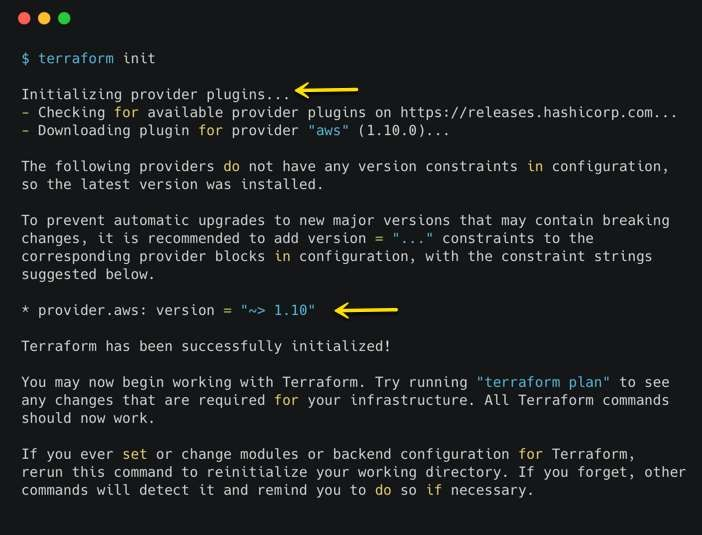 $ terraform init
Initializing provider plugins...
- Checking for available provider plugins on https://releases.hashicorp.com...
- Downloading plugin for provider "aws" (1.10.0)...
The following providers do not have any version constraints in configuration,
so the latest version was installed.
To prevent automatic upgrades to new major versions that may contain breaking
changes, it is recommended to add version = "..." constraints to the
corresponding provider blocks in configuration, with the constraint strings
suggested below.
* provider.aws: version = "~> 1.10"
Terraform has been successfully initialized!
You may now begin working with Terraform. Try running "terraform plan" to see
any changes that are required for your infrastructure. All Terraform commands
should now work.
If you ever set or change modules or backend configuration for Terraform,
rerun this command to reinitialize your working directory. If you forget, other
commands will detect it and remind you to do so if necessary.